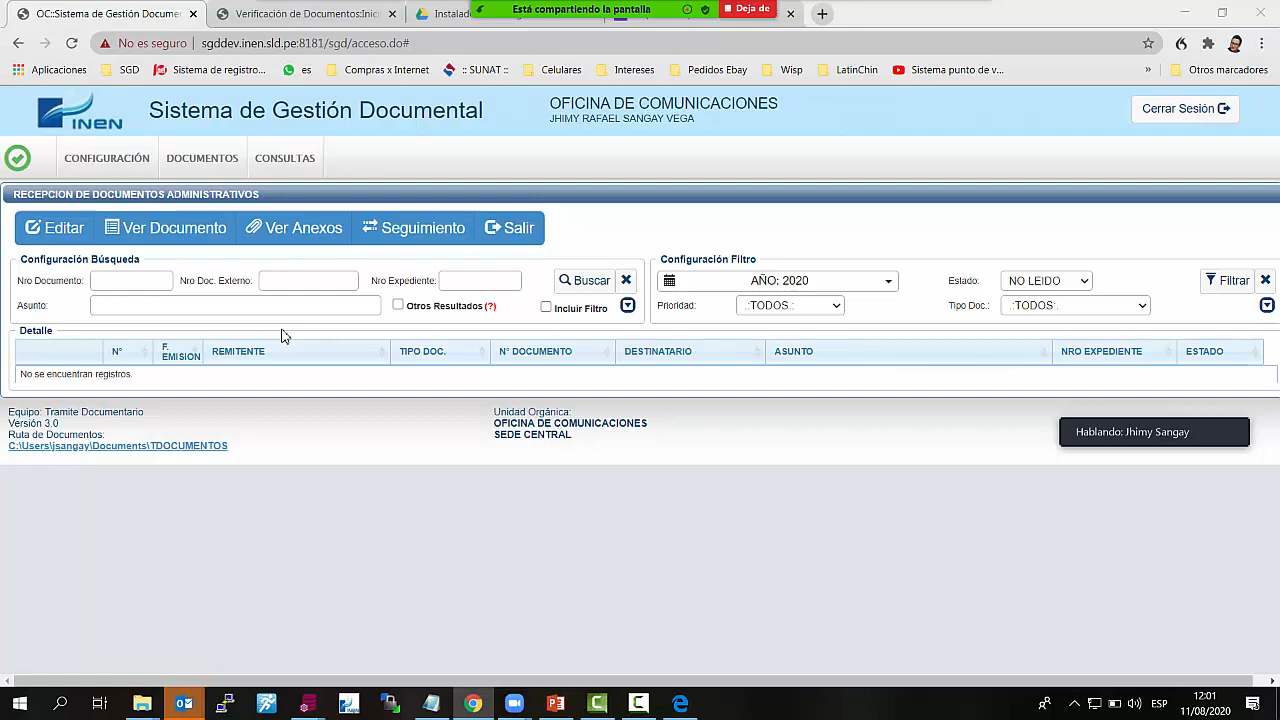 OC::Sistema de Gestión Documen
Verificación de Documentos:Inic
Instalad
Está compartiendo la pantalla
Deja de
No es seguro
sgddev.inen.sld.pe:8181/sgd/acceso.do#
Aplicaciones
SGD
Sistema de registro...
es
Compras x Internet
:: SUNAT ::
Celulares
Intereses
Pedidos Ebay
Wisp
LatinChin
Sistema punto de v...
»
Otros marcadores
INEN
Sistema de Gestión Documental
OFICINA DE COMUNICACIONES
JHIMY RAFAEL SANGAY VEGA
Cerrar Sesión
CONFIGURACIÓN
DOCUMENTOS
CONSULTAS
RECEPCION DE DOCUMENTOS ADMINISTRATIVOS
Editar
Ver Documento
Ver Anexos
Seguimiento
Salir
Configuración Búsqueda
Nro Documento:
Nro Doc. Externo:
Nro Expediente:
Buscar
Asunto:
Otros Resultados (?)
Incluir Filtro
Configuración Filtro
AÑO: 2020
Estado:
NO LEIDO
Filtrar
Prioridad:
.:TODOS:.
Tipo Doc.:
.:TODOS:.
Detalle
N°
F. EMISION
REMITENTE
TIPO DOC.
N° DOCUMENTO
DESTINATARIO
ASUNTO
NRO EXPEDIENTE
ESTADO
No se encuentran registros.
Equipo: Tramite Documentario
Versión 3.0
Ruta de Documentos:
C:\Users\jsangay\Documents\TDOCUMENTOS
Unidad Orgánica:
OFICINA DE COMUNICACIONES
SEDE CENTRAL
Hablando: Jhimy Sangay
ESP
12:01
11/08/2020